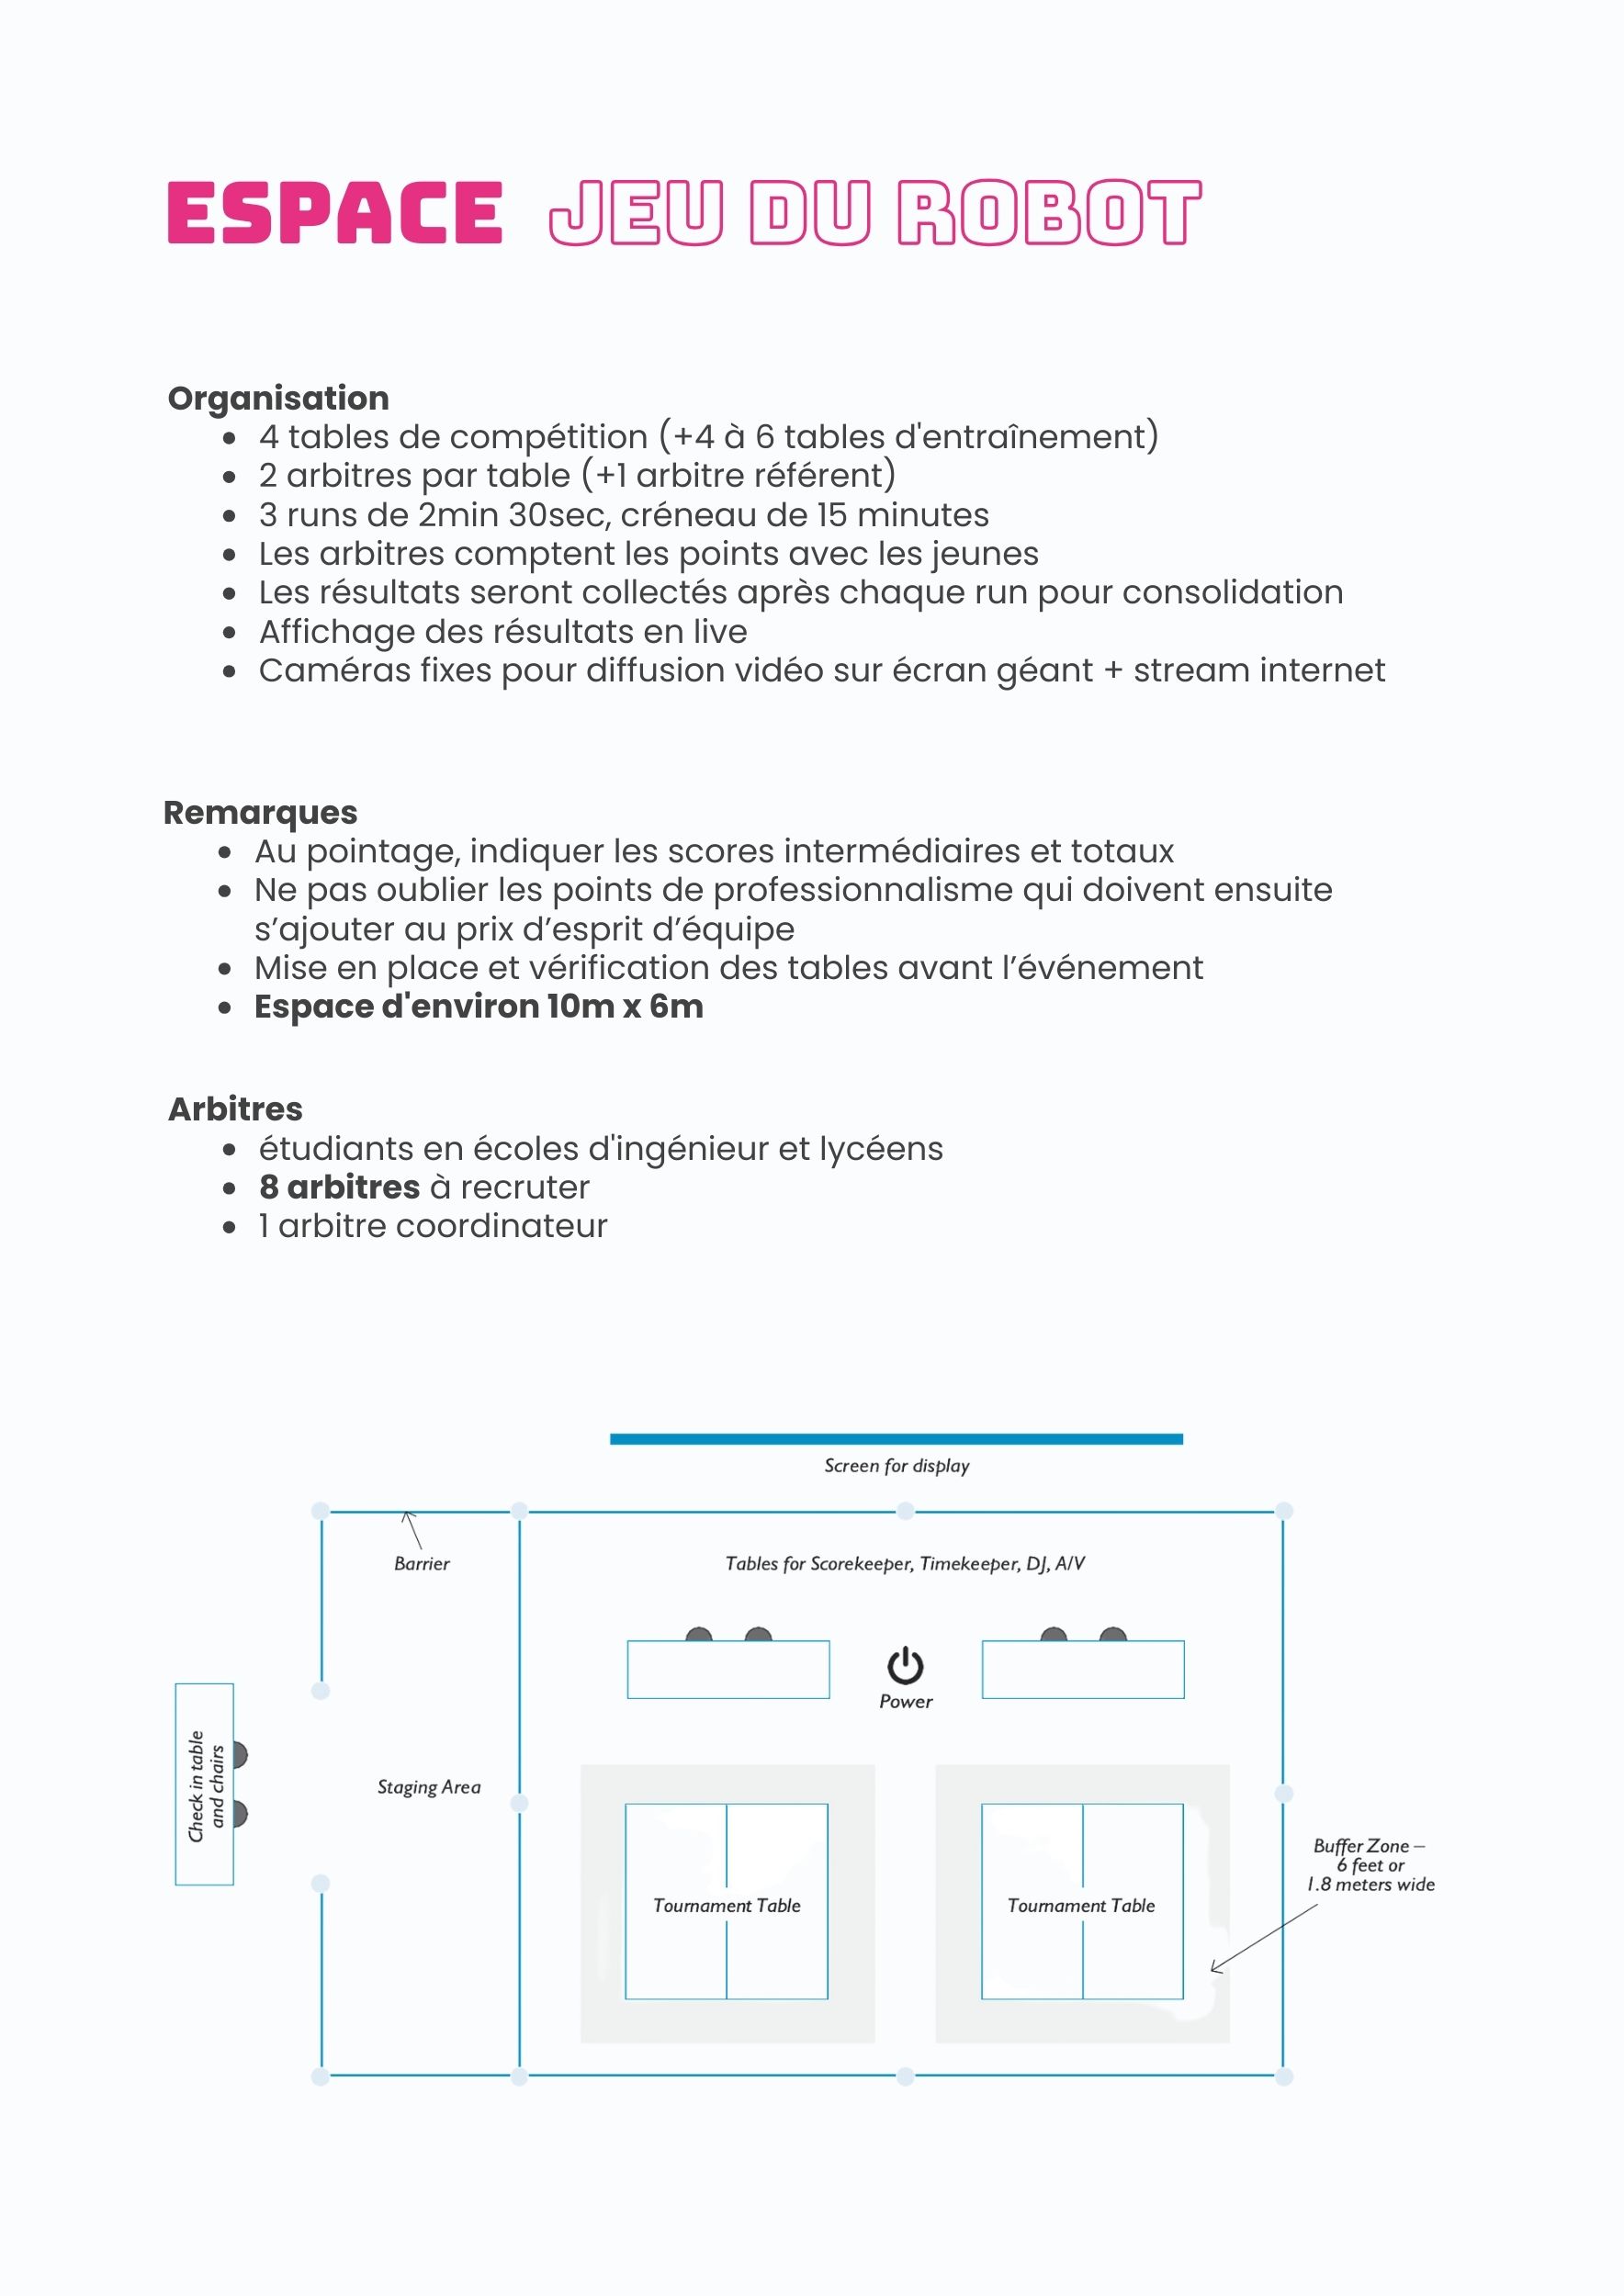 ESPACE JEU DU ROBOT
Organisation
• 4 tables de compétition (+4 à 6 tables d'entraînement)
• 2 arbitres par table (+1 arbitre référent)
• 3 runs de 2min 30sec, créneau de 15 minutes
• Les arbitres comptent les points avec les jeunes
• Les résultats seront collectés après chaque run pour consolidation
• Affichage des résultats en live
• Caméras fixes pour diffusion vidéo sur écran géant + stream internet
Remarques
• Au pointage, indiquer les scores intermédiaires et totaux
• Ne pas oublier les points de professionnalisme qui doivent ensuite
s’ajouter au prix d’esprit d’équipe
• Mise en place et vérification des tables avant l’événement
• Espace d'environ 10m x 6m
Arbitres
• étudiants en écoles d'ingénieur et lycéens
• 8 arbitres à recruter
• 1 arbitre coordinateur
Screen for display
Barrier
Tables for Scorekeeper, Timekeeper, DJ, A/V
Power
Check in table
and chairs
Staging Area
Tournament Table
Tournament Table
Buffer Zone –
6 feet or
1.8 meters wide